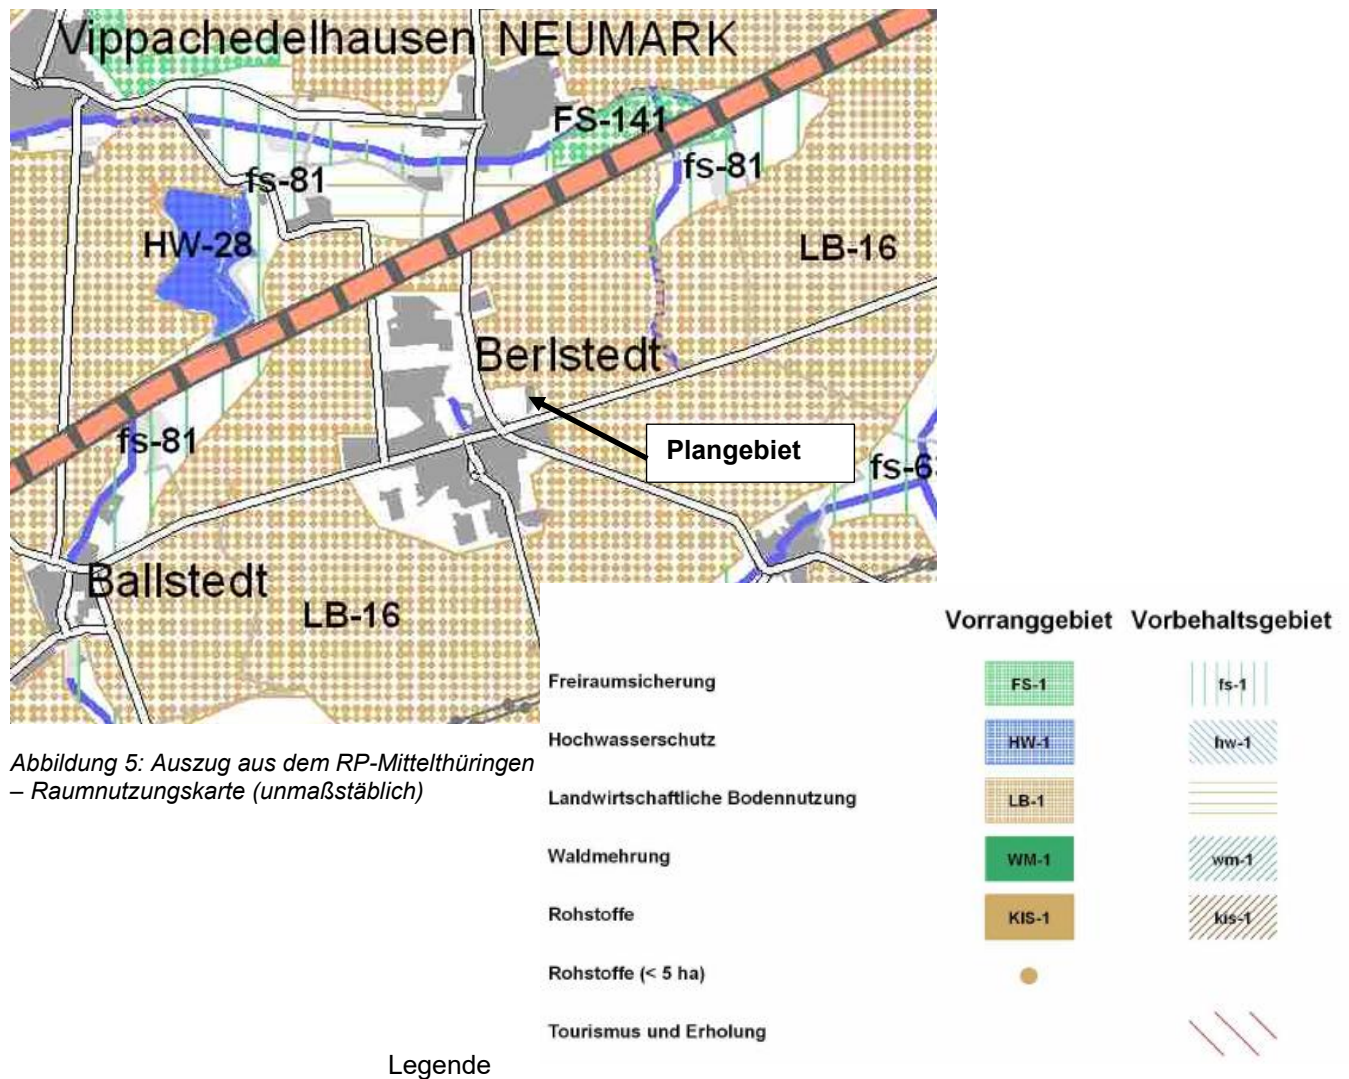 Vippachedelhausen NEUMARK
FS-141
fs-81
fs-81
HW-28
LB-16
Berlstedt
Plangebiet
fs-81
fs-6
Ballstedt
LB-16
Abbildung 5: Auszug aus dem RP-Mittelthüringen
– Raumnutzungskarte (unmaßstäblich)
Vorranggebiet Vorbehaltsgebiet
Freiraumsicherung FS-1 fs-1
Hochwasserschutz HW-1 hw-1
Landwirtschaftliche Bodennutzung LB-1
Waldmehrung WM-1 wm-1
Rohstoffe KIS-1 kis-1
Rohstoffe (< 5 ha)
Tourismus und Erholung
Legende